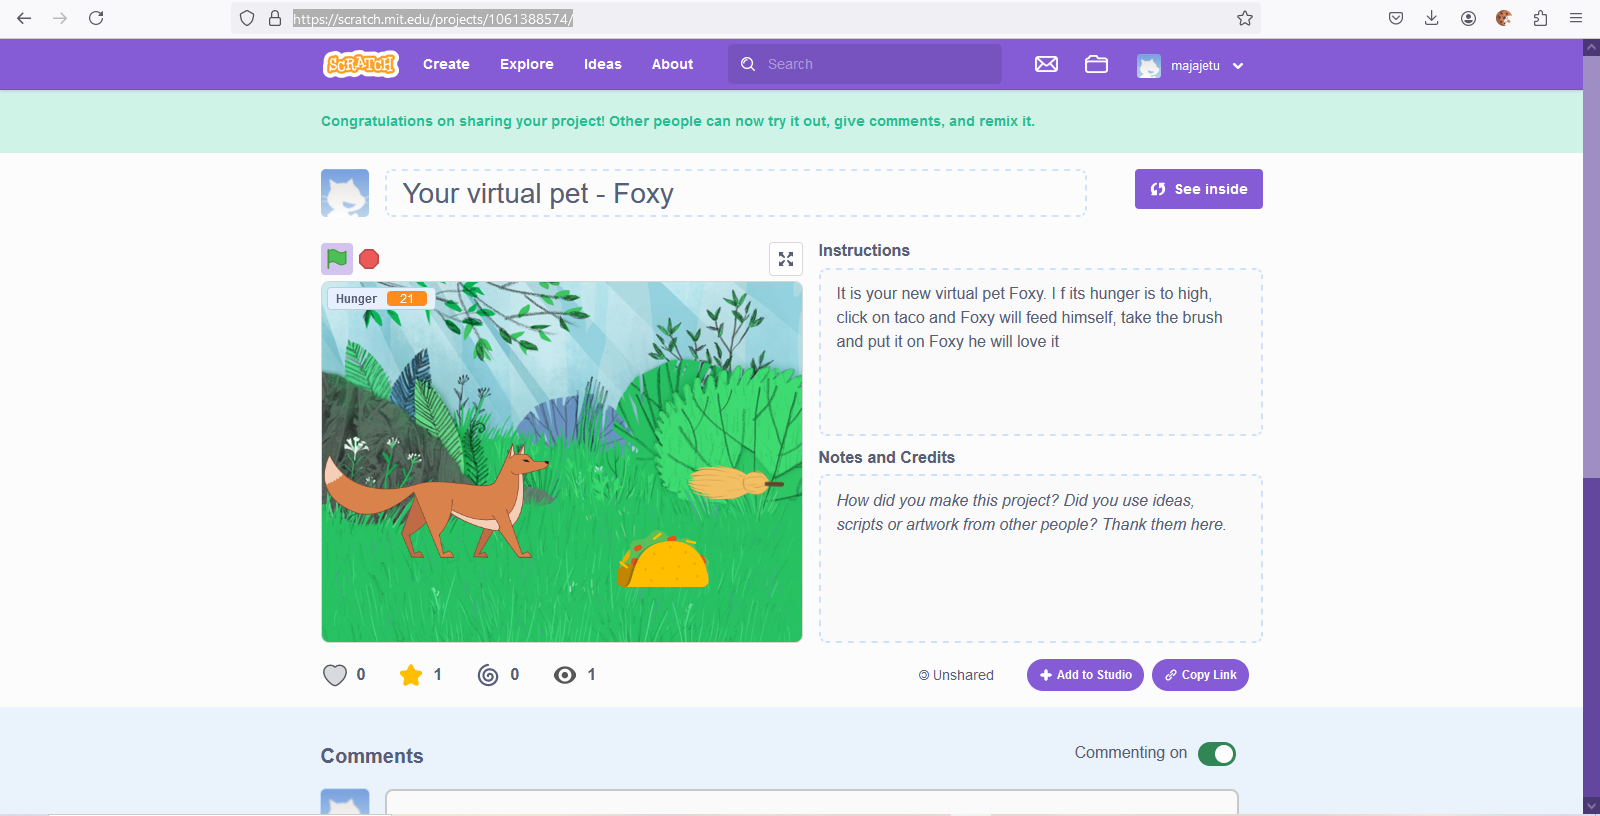 https://scratch.mit.edu/projects/1061388574/
SCRATCH Create Explore Ideas About Search majajetu
Congratulations on sharing your project! Other people can now try it out, give comments, and remix it.
Your virtual pet - Foxy
See inside
Hunger 21
Instructions
It is your new virtual pet Foxy. I f its hunger is to high,
click on taco and Foxy will feed himself, take the brush
and put it on Foxy he will love it
Notes and Credits
How did you make this project? Did you use ideas,
scripts or artwork from other people? Thank them here.
0 1 0 1
© Unshared Add to Studio Copy Link
Comments
Commenting on